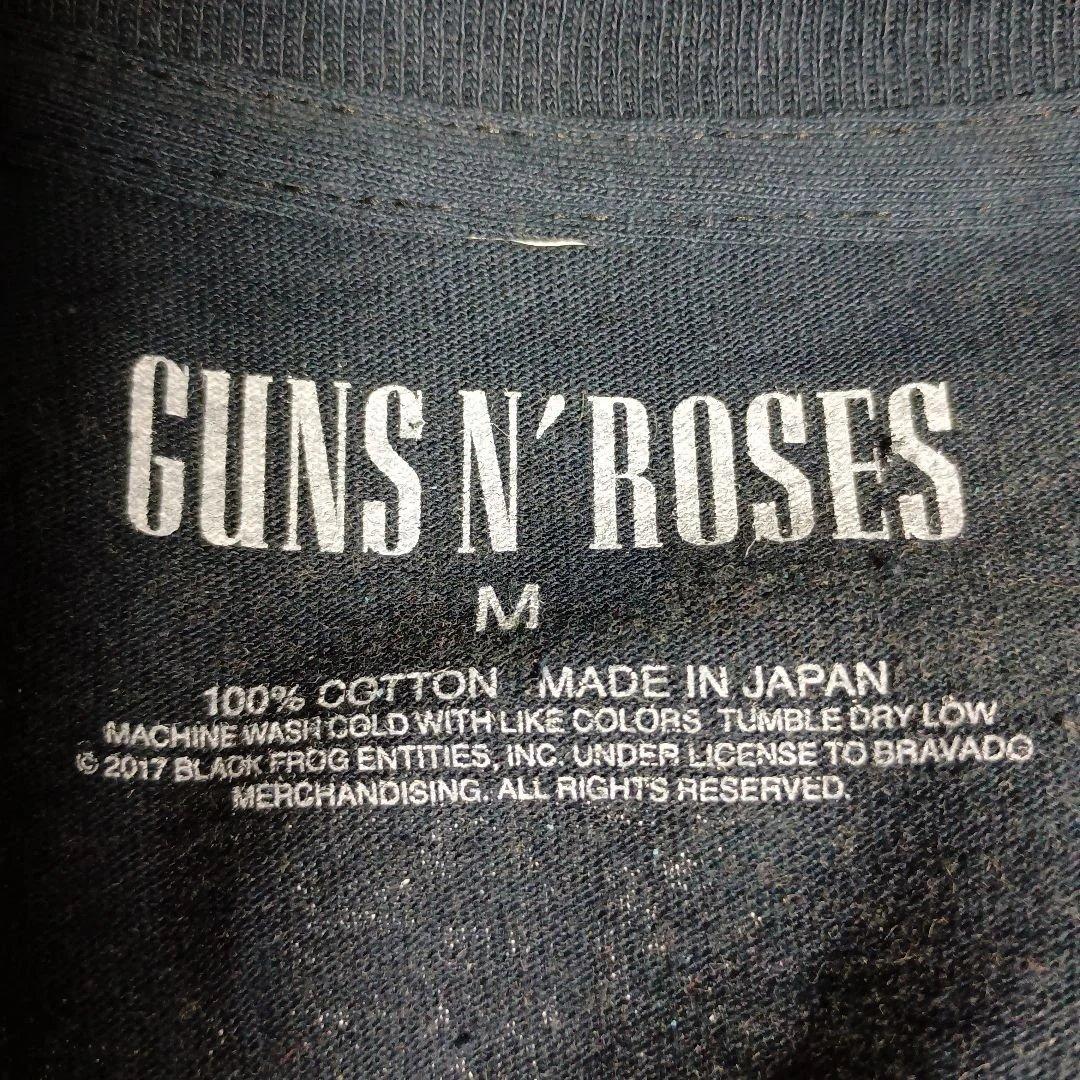 GUNS N' ROSES
M
100% COTTON MADE IN JAPAN
MACHINE WASH COLD WITH LIKE COLORS TUMBLE DRY LOW
© 2017 BLACK FROG ENTITIES, INC. UNDER LICENSE TO BRAVADO
MERCHANDISING. ALL RIGHTS RESERVED.